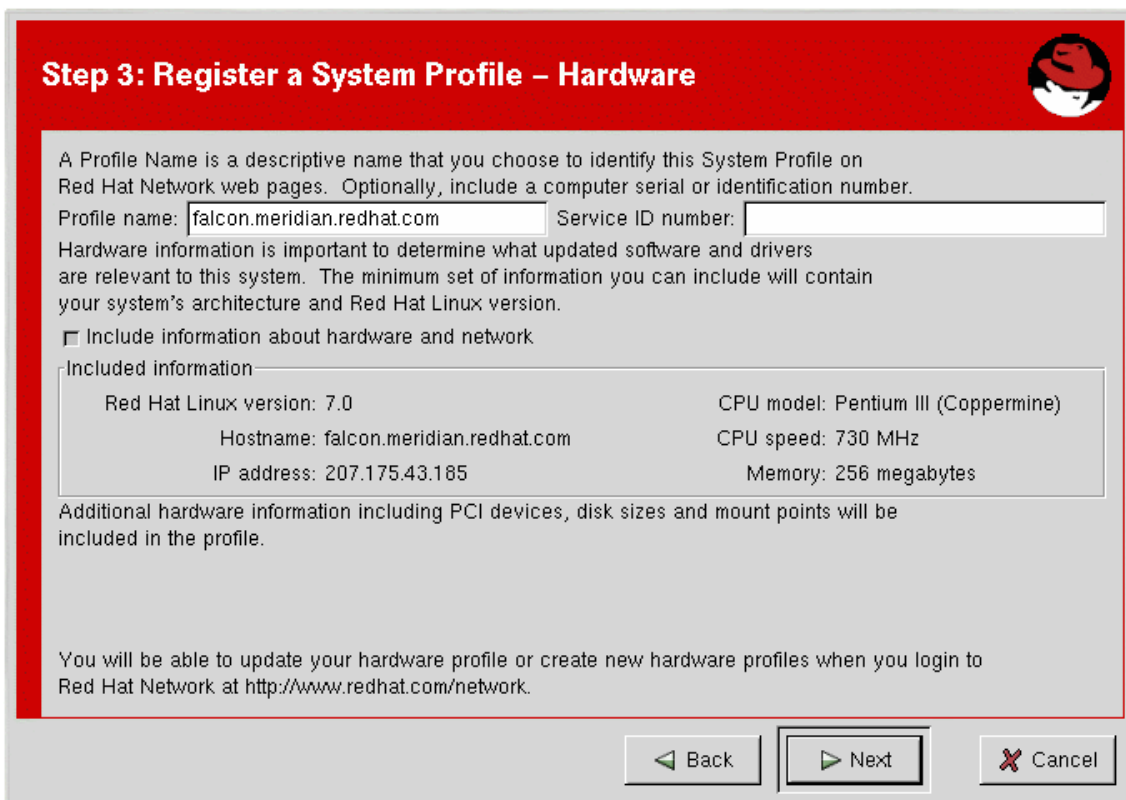 Step 3: Register a System Profile – Hardware
A Profile Name is a descriptive name that you choose to identify this System Profile on
Red Hat Network web pages.  Optionally, include a computer serial or identification number.
Profile name: falcon.meridian.redhat.com Service ID number:
Hardware information is important to determine what updated software and drivers
are relevant to this system.  The minimum set of information you can include will contain
your system's architecture and Red Hat Linux version.
Include information about hardware and network
Included information
Red Hat Linux version: 7.0 CPU model: Pentium III (Coppermine)
Hostname: falcon.meridian.redhat.com CPU speed: 730 MHz
IP address: 207.175.43.185 Memory: 256 megabytes
Additional hardware information including PCI devices, disk sizes and mount points will be
included in the profile.
You will be able to update your hardware profile or create new hardware profiles when you login to
Red Hat Network at http://www.redhat.com/network.
Back Next Cancel